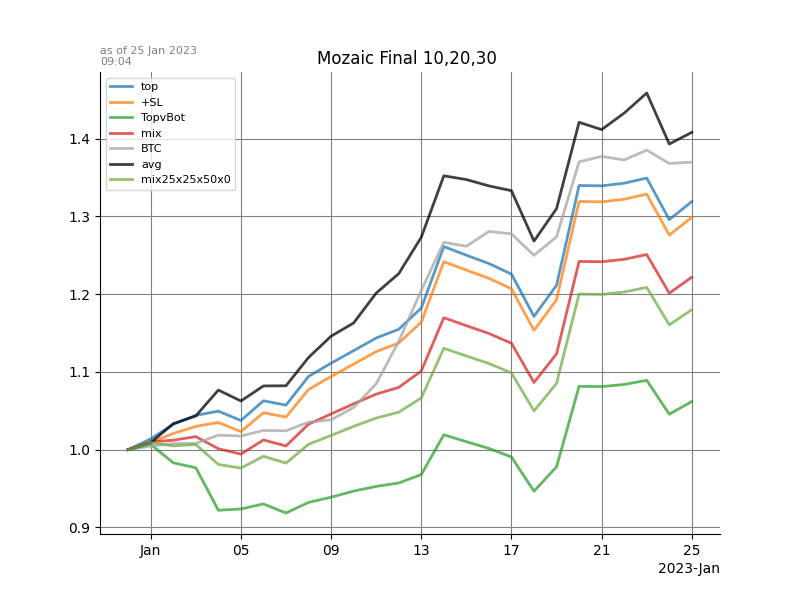 as of 25 Jan 2023
09:04
Mozaic Final 10,20,30
top
+SL
TopvBot
mix
BTC
avg
mix25x25x50x0
1.4
1.3
1.2
1.1
1.0
0.9
Jan 05 09 13 17 21 25
2023-Jan